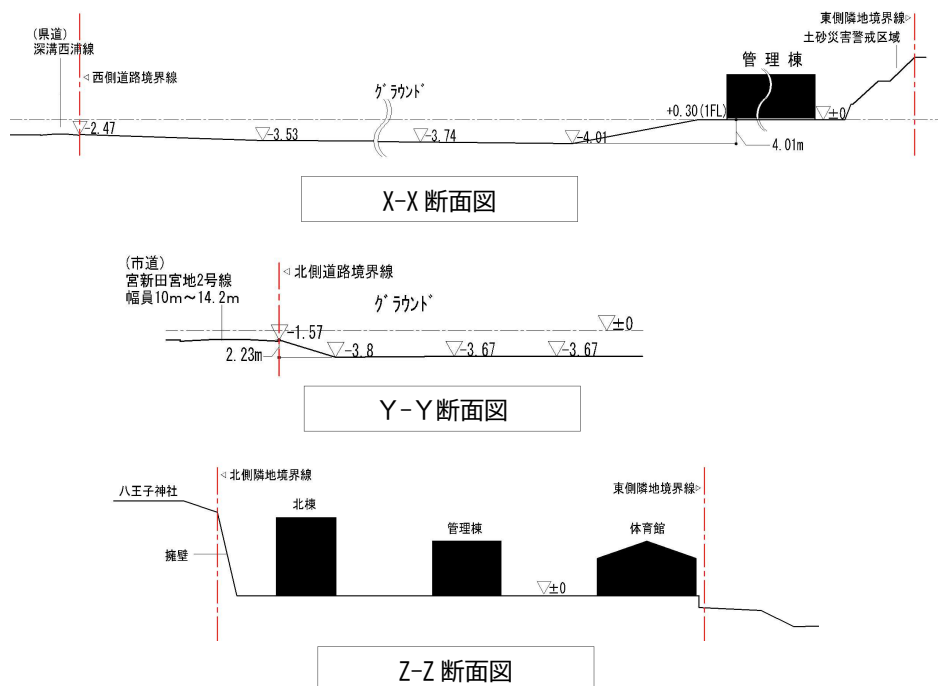 (県道)
深溝西浦線
◁西側道路境界線
グラウンド
管理棟
東側隣地境界線▷
土砂災害警戒区域
+0.30(1FL)
±0
-2.47
-3.53
-3.74
-4.01
4.01m
X-X 断面図
(市道)
宮新田宮地2号線
幅員10m～14.2m
◁北側道路境界線
グラウンド
±0
-1.57
2.23m
-3.8
-3.67
-3.67
Y-Y断面図
◁北側隣地境界線
八王子神社
擁壁
北棟
管理棟
体育館
東側隣地境界線▷
±0
Z-Z 断面図